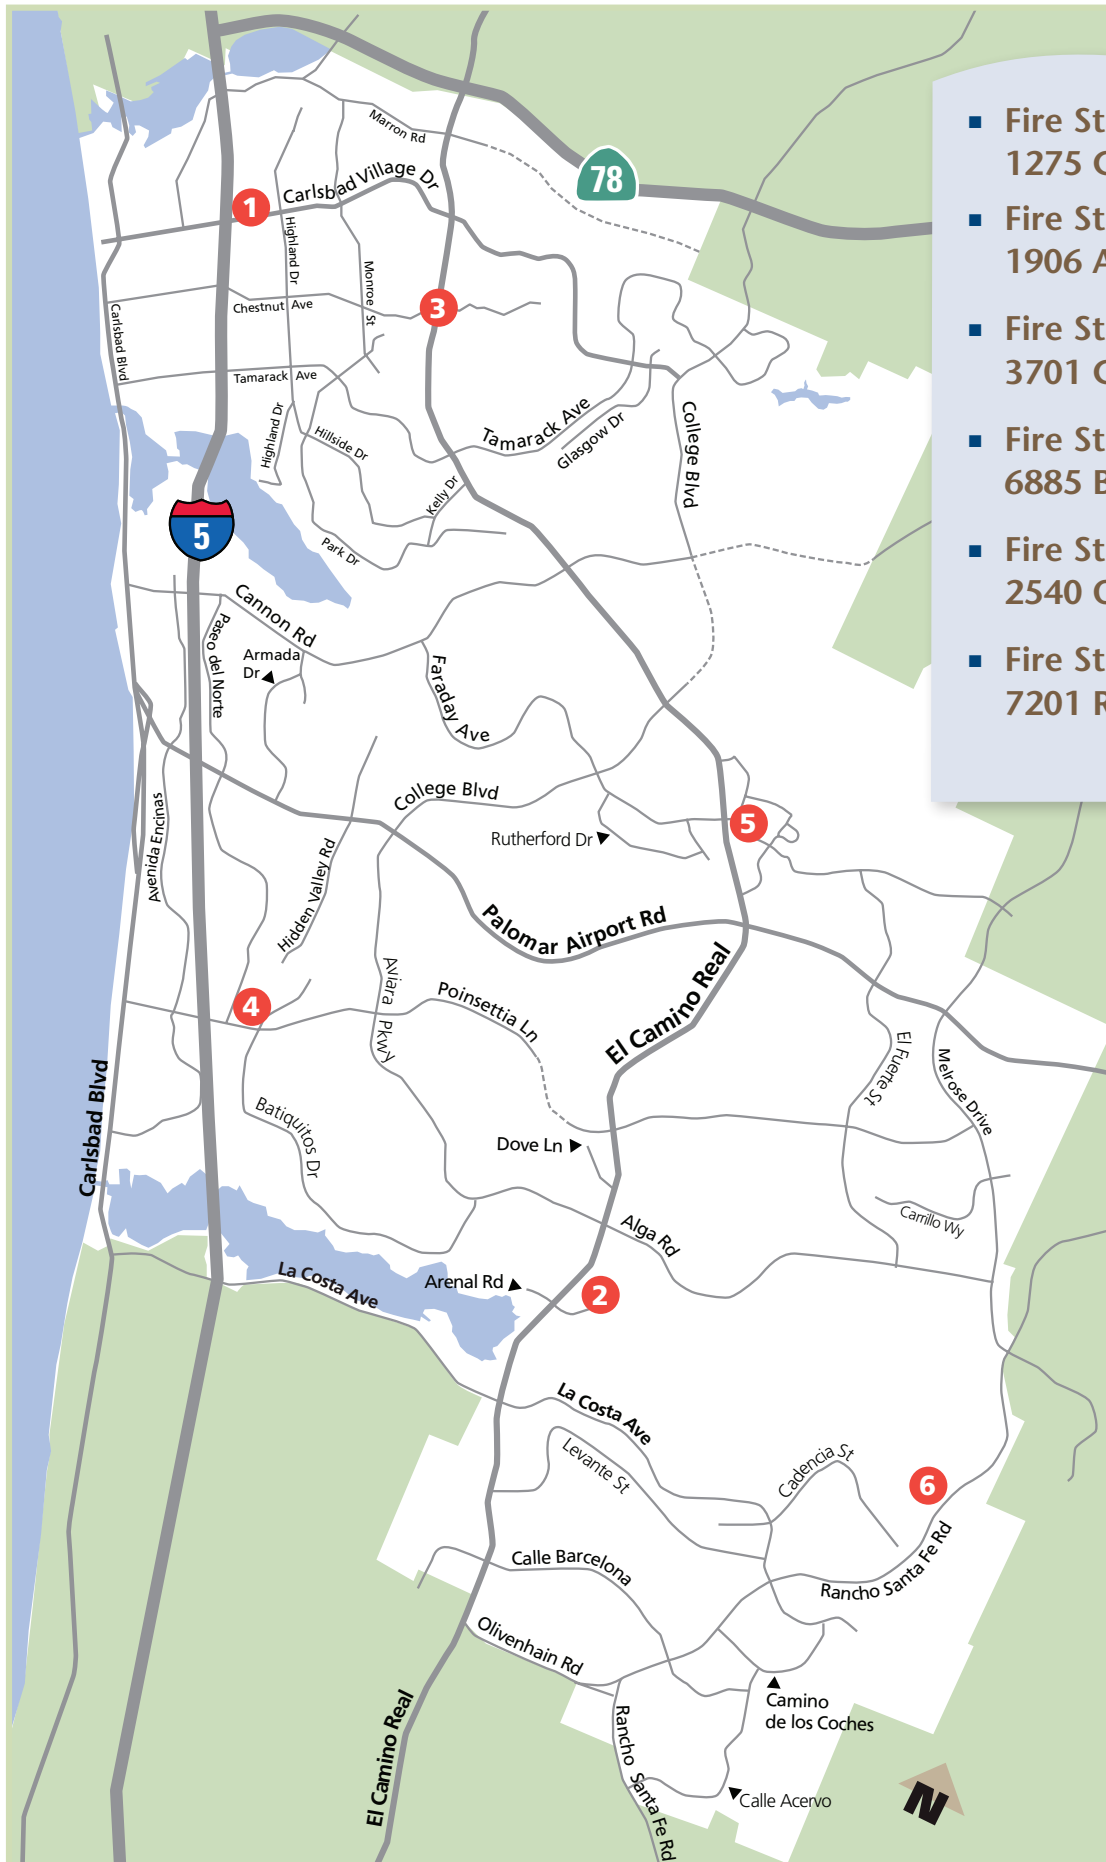 Marron Rd
78
Carlsbad Village Dr
1
Highland Dr
Monroe St
3
Chestnut Ave
Carlsbad Blvd
Tamarack Ave
Highland Dr
Hillside Dr
Tamarack Ave
Glasgow Dr
College Blvd
Kelly Dr
5
Park Dr
Cannon Rd
Paseo del Norte
Armada
Dr
Faraday Ave
College Blvd
Avenida Encinas
Rutherford Dr
5
Hidden Valley Rd
Palomar Airport Rd
El Camino Real
4
Aviara Pkwy
Poinsettia Ln
El Fuerte St
Melrose Drive
Carlsbad Blvd
Batiquitos Dr
Dove Ln
Carrillo Wy
Alga Rd
La Costa Ave
Arenal Rd
2
La Costa Ave
Levante St
Cadencia St
6
Calle Barcelona
Rancho Santa Fe Rd
Olivenhain Rd
Camino
de los Coches
El Camino Real
Rancho Santa Fe Rd
Calle Acervo
N
Fire St
1275 C
Fire St
1906 A
Fire St
3701 C
Fire St
6885 B
Fire St
2540 G
Fire St
7201 R